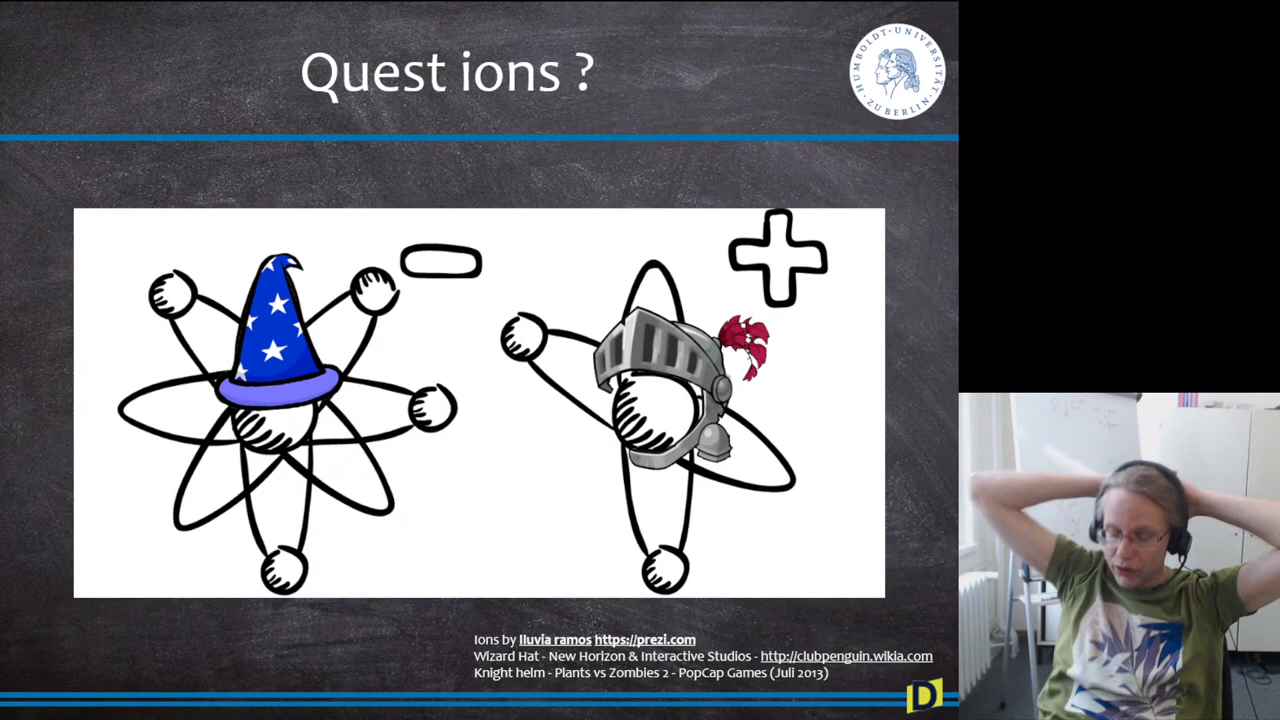 Quest ions ?
HUMBOLDT-UNIVERSITÄT
ZU BERLIN
Ions by lluvia ramos https://prezi.com
Wizard Hat - New Horizon & Interactive Studios - http://clubpenguin.wikia.com
Knight helm - Plants vs Zombies 2 - PopCap Games (Juli 2013)
D